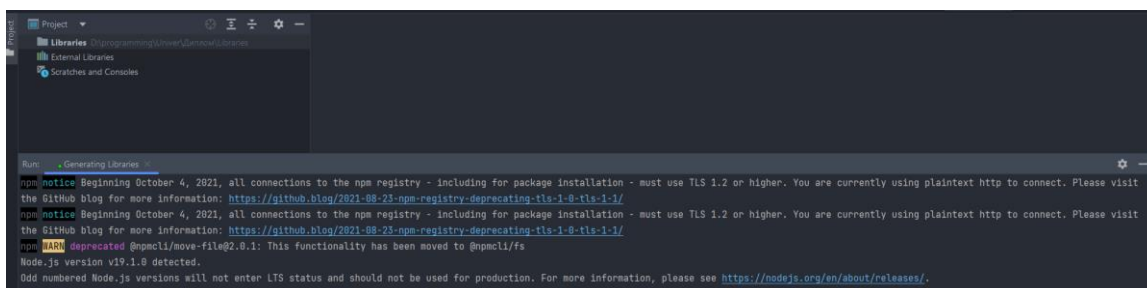 Project
Project
Libraries D:\programming\Univer\Диплом\Libraries
External Libraries
Scratches and Consoles
Run: Generating Libraries
npm notice Beginning October 4, 2021, all connections to the npm registry - including for package installation - must use TLS 1.2 or higher. You are currently using plaintext http to connect. Please visit
the GitHub blog for more information: https://github.blog/2021-08-23-npm-registry-deprecating-tls-1-0-tls-1-1/
npm notice Beginning October 4, 2021, all connections to the npm registry - including for package installation - must use TLS 1.2 or higher. You are currently using plaintext http to connect. Please visit
the GitHub blog for more information: https://github.blog/2021-08-23-npm-registry-deprecating-tls-1-0-tls-1-1/
npm WARN deprecated @npmcli/move-file@2.0.1: This functionality has been moved to @npmcli/fs
Node.js version v19.1.0 detected.
Odd numbered Node.js versions will not enter LTS status and should not be used for production. For more information, please see https://nodejs.org/en/about/releases/.